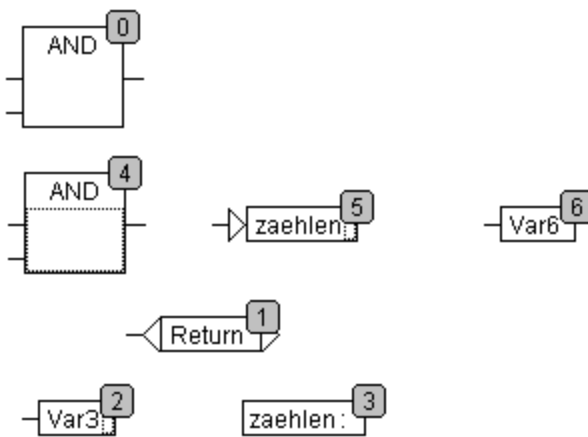 0
AND
4
AND
5
zaehlen
6
Var6
1
Return
2
Var3
3
zaehlen: